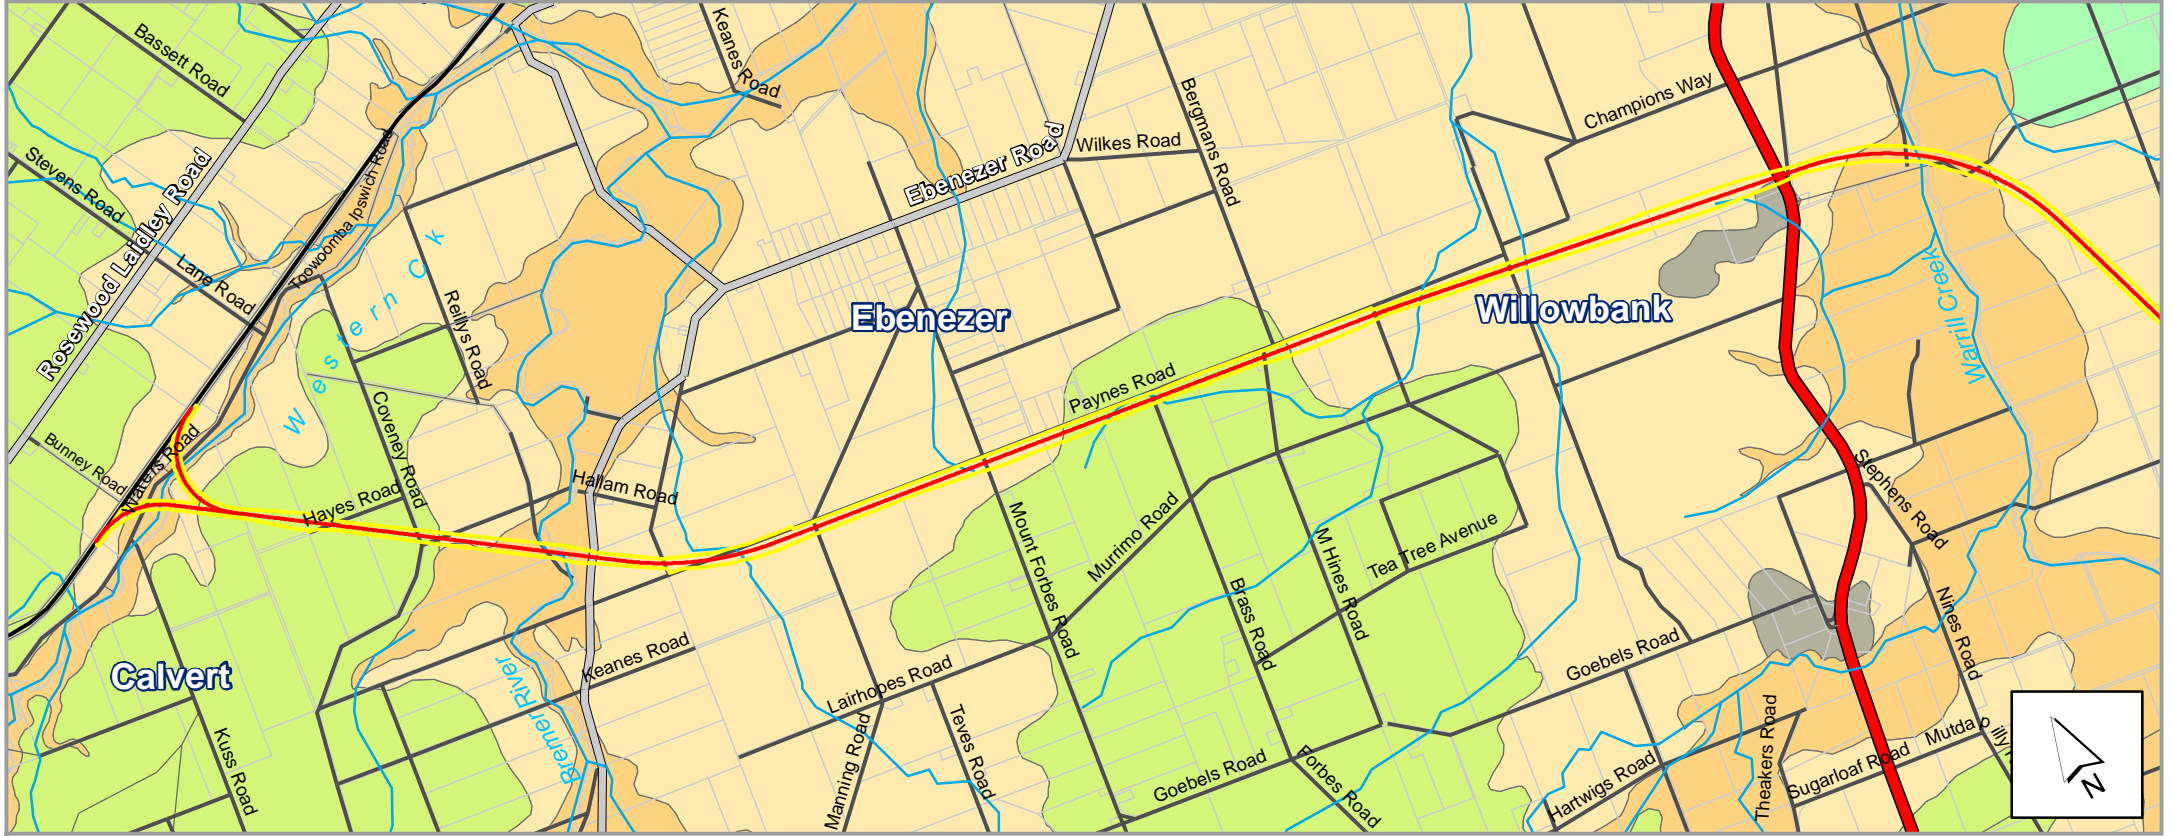 Bassett Road
Keanes Road
Stevens Road
Rosewood Laidley Road
Toowoomba Ipswich Road
Lane Road
Western Ck
Reillys Road
Ebenezer Road
Wilkes Road
Bergmans Road
Champions Way
Ebenezer
Willowbank
Warrill Creek
Paynes Road
Bunney Road
Waters Road
Coveney Road
Hayes Road
Hallam Road
Mount Forbes Road
Murrimo Road
Brass Road
M Hines Road
Tea Tree Avenue
Stephens Road
Nines Road
Calvert
Kuss Road
Bremer River
Keanes Road
Lairhopes Road
Manning Road
Teves Road
Goebels Road
Forbes Road
Goebels Road
Hartwigs Road
Theakers Road
Sugarloaf Road
Mutdapilly
N